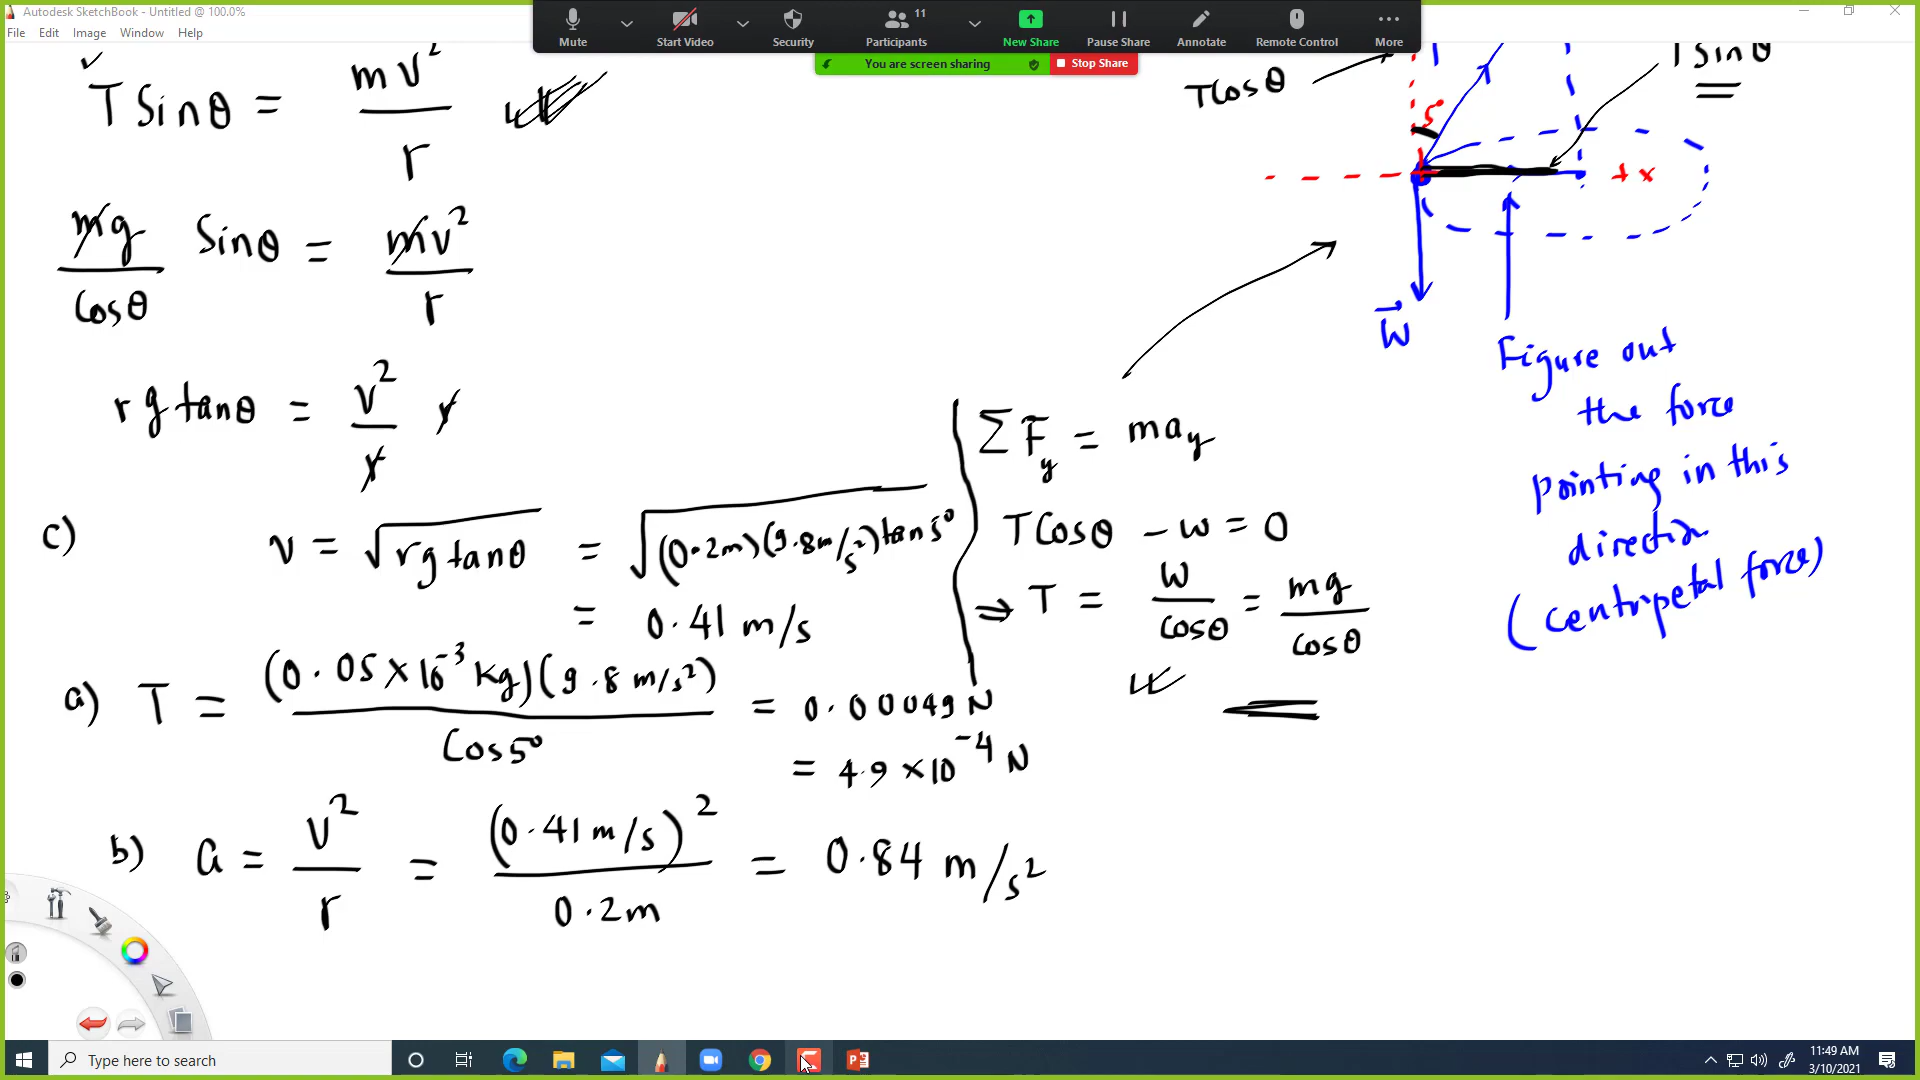 Autodesk SketchBook - Untitled @ 100.0%
File Edit Image Window Help
Mute
Start Video
Security
Participants 11
New Share
Pause Share
Annotate
Remote Control
More
You are screen sharing
Stop Share
T Sinθ = mv² / r
mg / Cosθ Sinθ = mv² / r
r g tanθ = v² / r r
c) v = √(rg tanθ) = √((0.2m)(9.8m/s²) tan5°)
= 0.41 m/s
a) T = (0.05 × 10⁻³ kg)(9.8 m/s²) / Cos5° = 0.00049 N
= 4.9 × 10⁻⁴ N
b) a = v² / r = (0.41 m/s)² / 0.2m = 0.84 m/s²
ΣF_y = ma_y
TCosθ - w = 0
⇒ T = W / cosθ = mg / cosθ
TCosθ
TSinθ
5°
T
+x
W
Figure out
the force
pointing in this
direction
(centripetal force)
Type here to search
11:49 AM
3/10/2021